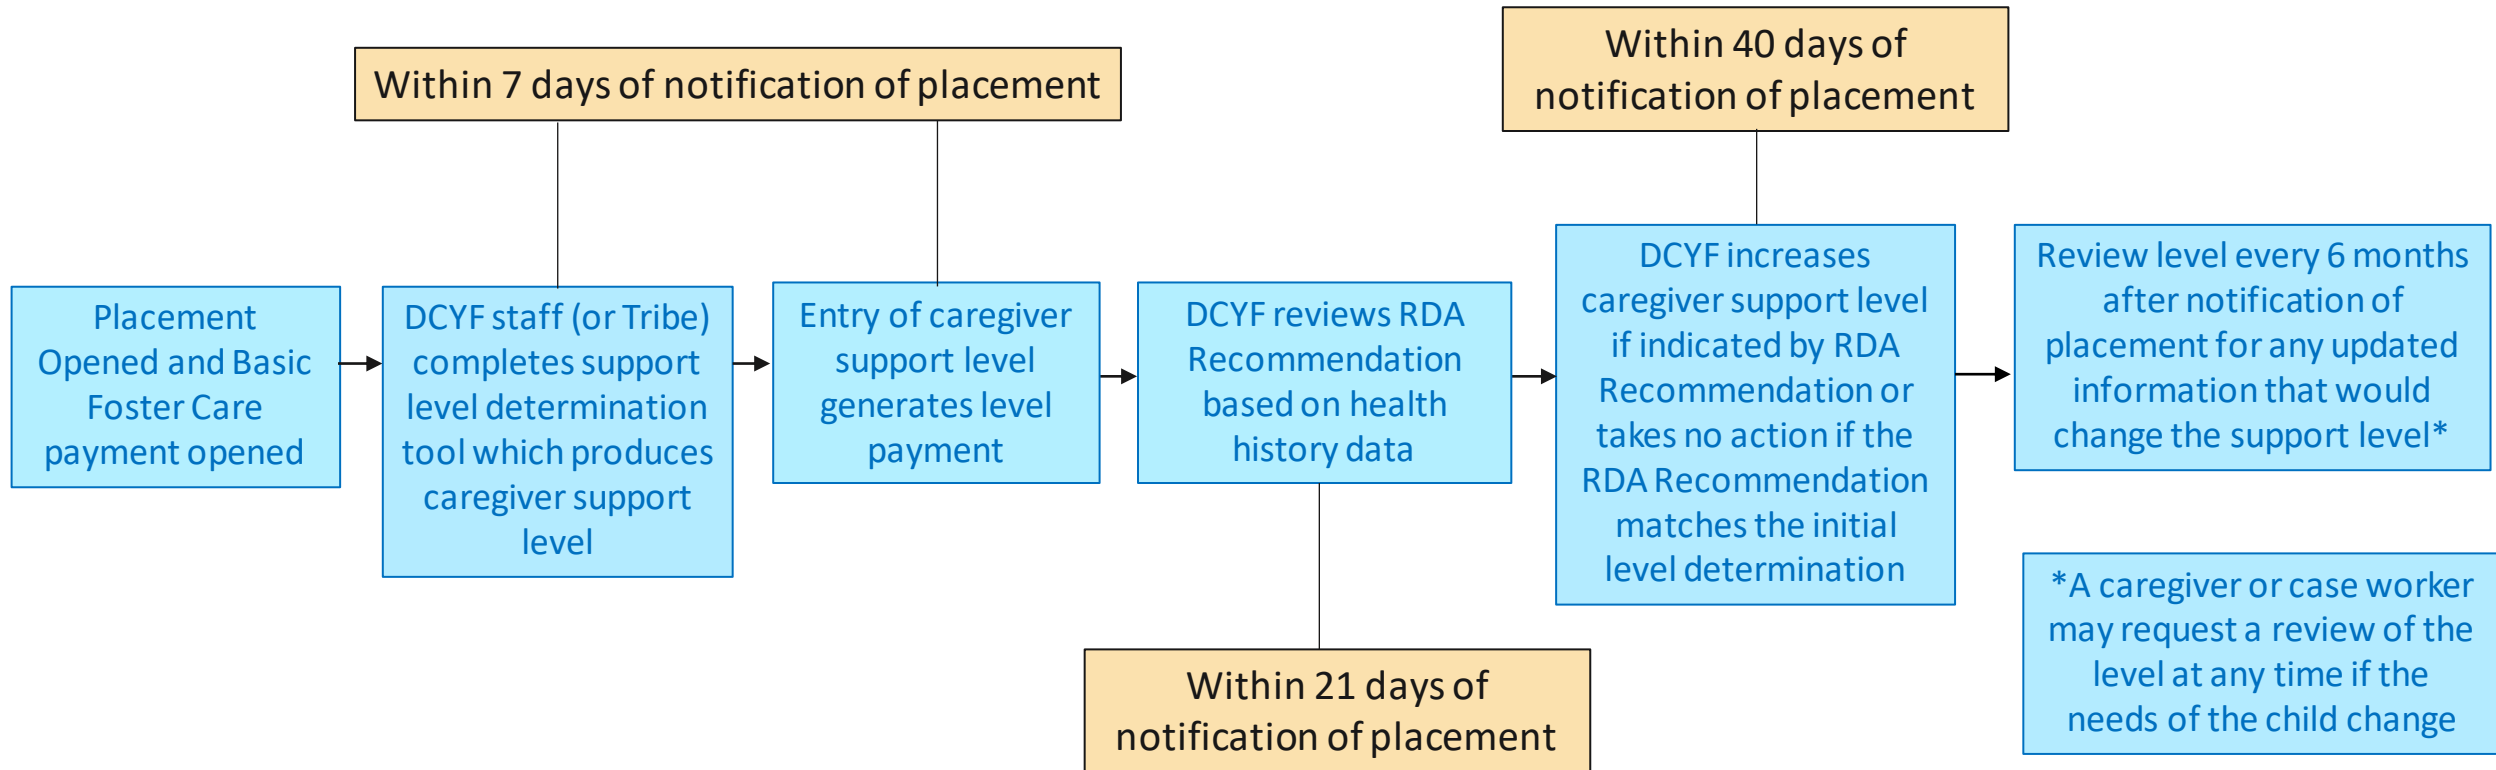 Within 7 days of notification of placement
Within 40 days of
notification of placement
Placement
Opened and Basic
Foster Care
payment opened
DCYF staff (or Tribe)
completes support
level determination
tool which produces
caregiver support
level
Entry of caregiver
support level
generates level
payment
DCYF reviews RDA
Recommendation
based on health
history data
DCYF increases
caregiver support level
if indicated by RDA
Recommendation or
takes no action if the
RDA Recommendation
matches the initial
level determination
Review level every 6 months
after notification of
placement for any updated
information that would
change the support level*
Within 21 days of
notification of placement
*A caregiver or case worker
may request a review of the
level at any time if the
needs of the child change